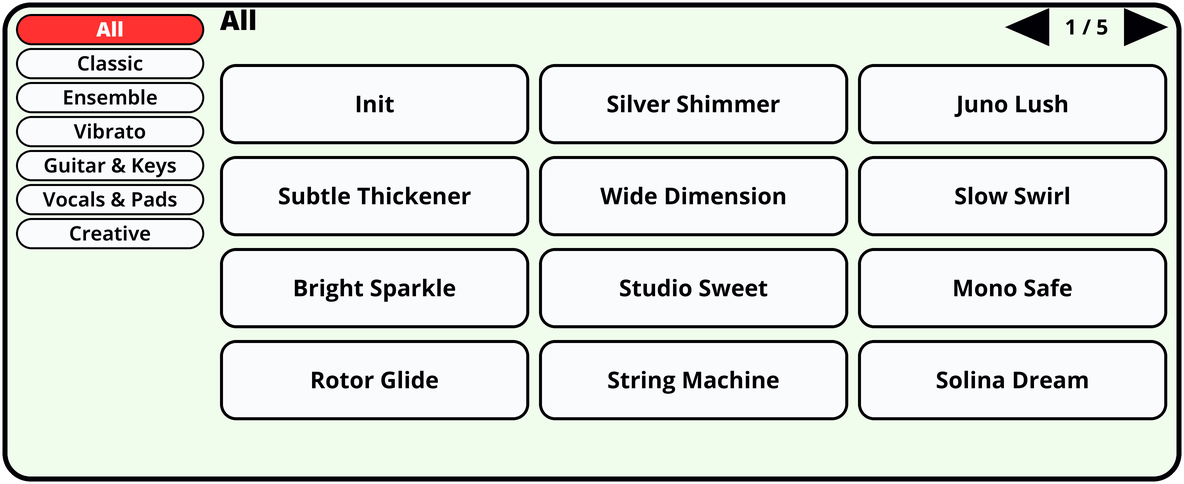 All
Classic
Ensemble
Vibrato
Guitar & Keys
Vocals & Pads
Creative
All
1 / 5
Init
Silver Shimmer
Juno Lush
Subtle Thickener
Wide Dimension
Slow Swirl
Bright Sparkle
Studio Sweet
Mono Safe
Rotor Glide
String Machine
Solina Dream